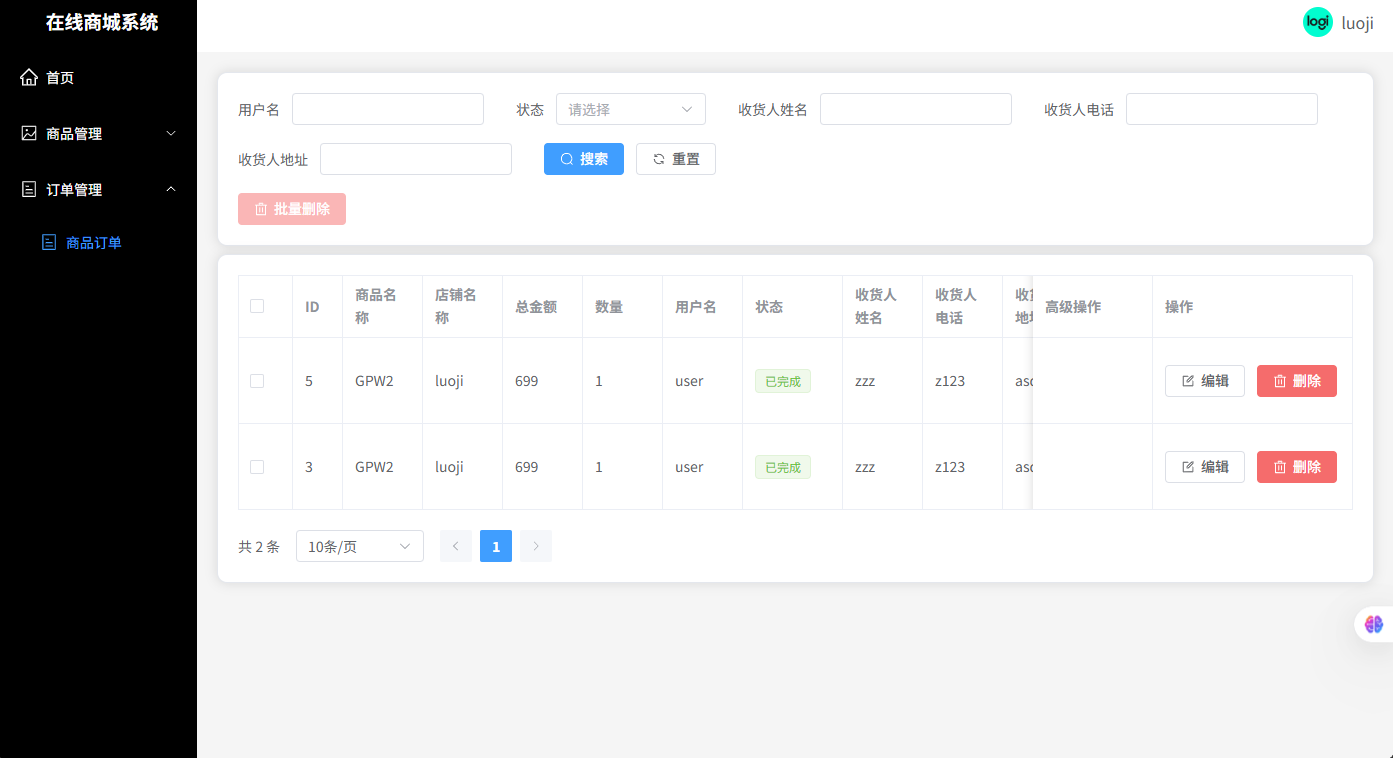 在线商城系统
logi luoji
首页
商品管理
订单管理
商品订单
用户名 状态 请选择 收货人姓名 收货人电话
收货人地址 搜索 重置
批量删除
ID 商品名称 店铺名称 总金额 数量 用户名 状态 收货人姓名 收货人电话 高级操作 操作
5 GPW2 luoji 699 1 user 已完成 zzz z123 编辑 删除
3 GPW2 luoji 699 1 user 已完成 zzz z123 编辑 删除
共 2 条 10条/页 1